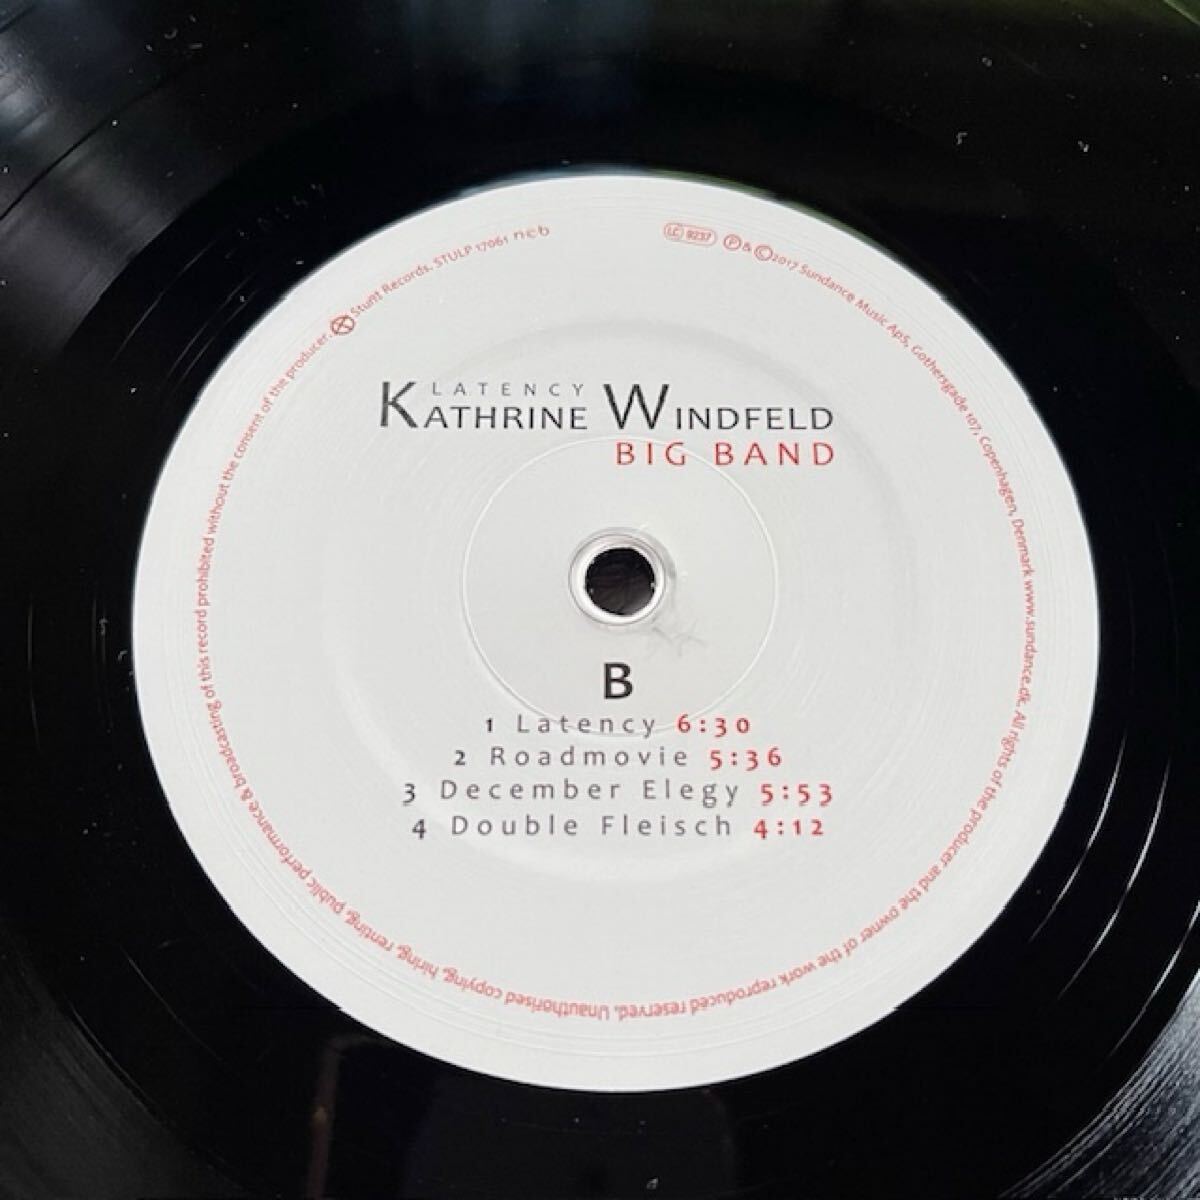 LATENCY
KATHRINE WINDFELD
BIG BAND
B
1 Latency 6:30
2 Roadmovie 5:36
3 December Elegy 5:53
4 Double Fleisch 4:12
LC 9237 ℗ & © 2017 Sundance Music ApS, Gothersgade 107, Copenhagen, Denmark www.sundance.dk. All rights of the producer and the owner of the work reproduced reserved. Unauthorised copying, hiring, renting, public performance & broadcasting of this record prohibited without the consent of the producer. Stunt Records. STULP 17061 ncb